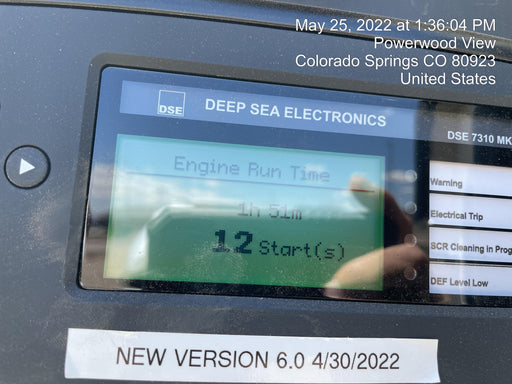 May 25, 2022 at 1:36:04 PM
Powerwood View
Colorado Springs CO 80923
United States
DSE DEEP SEA ELECTRONICS
DSE 7310 MK
Engine Run Time
1h 51m
12 Start(s)
Warning
Electrical Trip
SCR Cleaning in Prog
DEF Level Low
NEW VERSION 6.0 4/30/2022